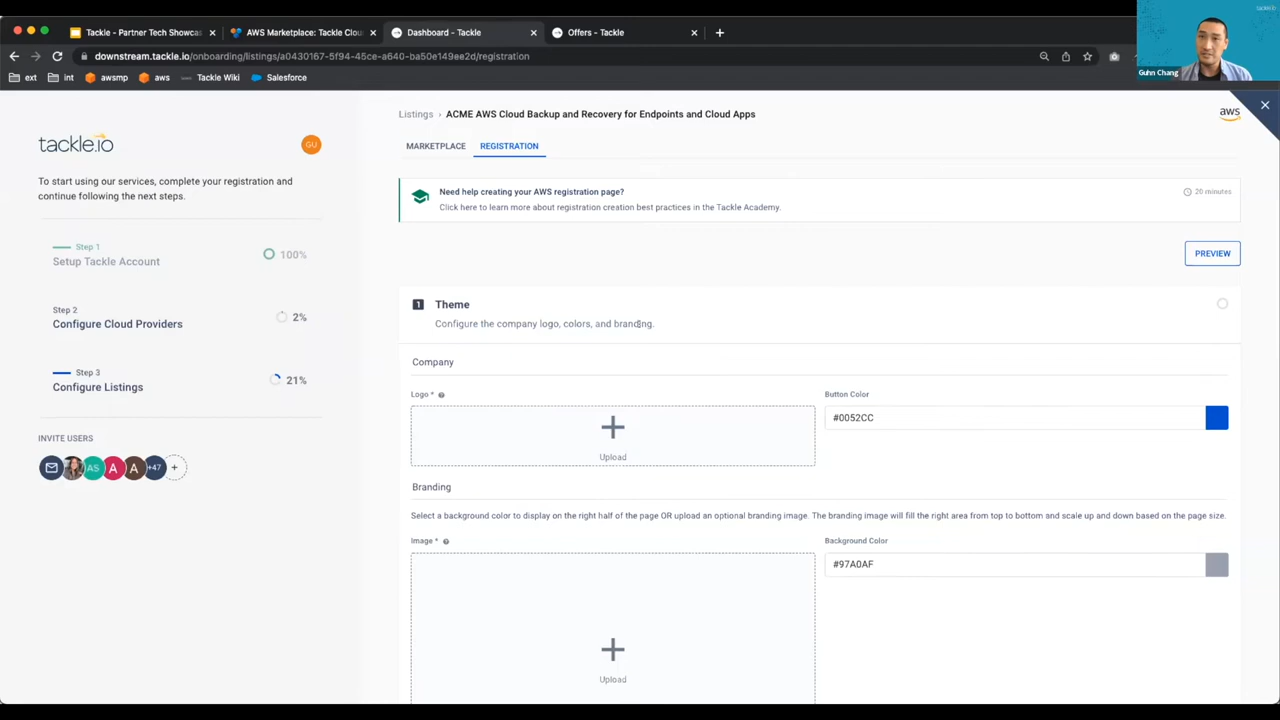 Tackle - Partner Tech Showcas
AWS Marketplace: Tackle Clou
Dashboard - Tackle
Offers - Tackle
downstream.tackle.io/onboarding/listings/a0430167-5f94-45ce-a640-ba50e149ee2d/registration
ext
int
awsmp
aws
Tackle Wiki
Salesforce
tackle.io
Guhn Chang
tackle.io
GU
To start using our services, complete your registration and
continue following the next steps.
Step 1
Setup Tackle Account
100%
Step 2
Configure Cloud Providers
2%
Step 3
Configure Listings
21%
INVITE USERS
AS
A
A
+47
+
Listings › ACME AWS Cloud Backup and Recovery for Endpoints and Cloud Apps
aws
MARKETPLACE
REGISTRATION
Need help creating your AWS registration page?
20 minutes
Click here to learn more about registration creation best practices in the Tackle Academy.
PREVIEW
1 Theme
Configure the company logo, colors, and branding.
Company
Logo *
Button Color
Upload
#0052CC
Branding
Select a background color to display on the right half of the page OR upload an optional branding image. The branding image will fill the right area from top to bottom and scale up and down based on the page size.
Image *
Background Color
#97A0AF
Upload